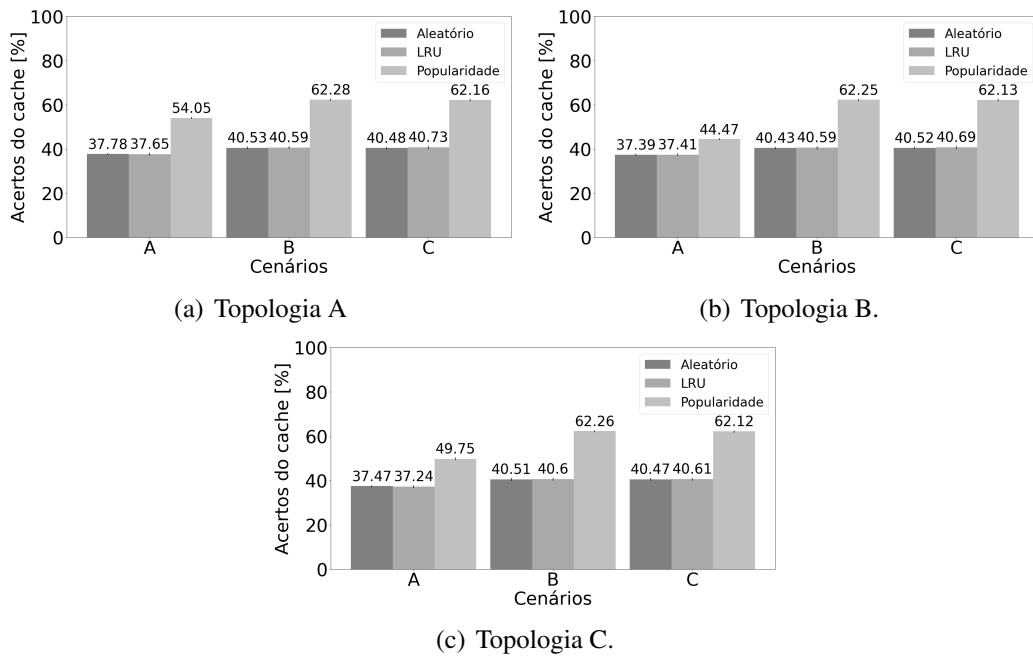 100
80
60
40
20
0
Acertos do cache [%]
Aleatório
LRU
Popularidade
37.78 37.65 54.05
40.53 40.59 62.28
40.48 40.73 62.16
A B C
Cenários
(a) Topologia A
100
80
60
40
20
0
Acertos do cache [%]
Aleatório
LRU
Popularidade
37.39 37.41 44.47
40.43 40.59 62.25
40.52 40.69 62.13
A B C
Cenários
(b) Topologia B.
100
80
60
40
20
0
Acertos do cache [%]
Aleatório
LRU
Popularidade
37.47 37.24 49.75
40.51 40.6 62.26
40.47 40.61 62.12
A B C
Cenários
(c) Topologia C.